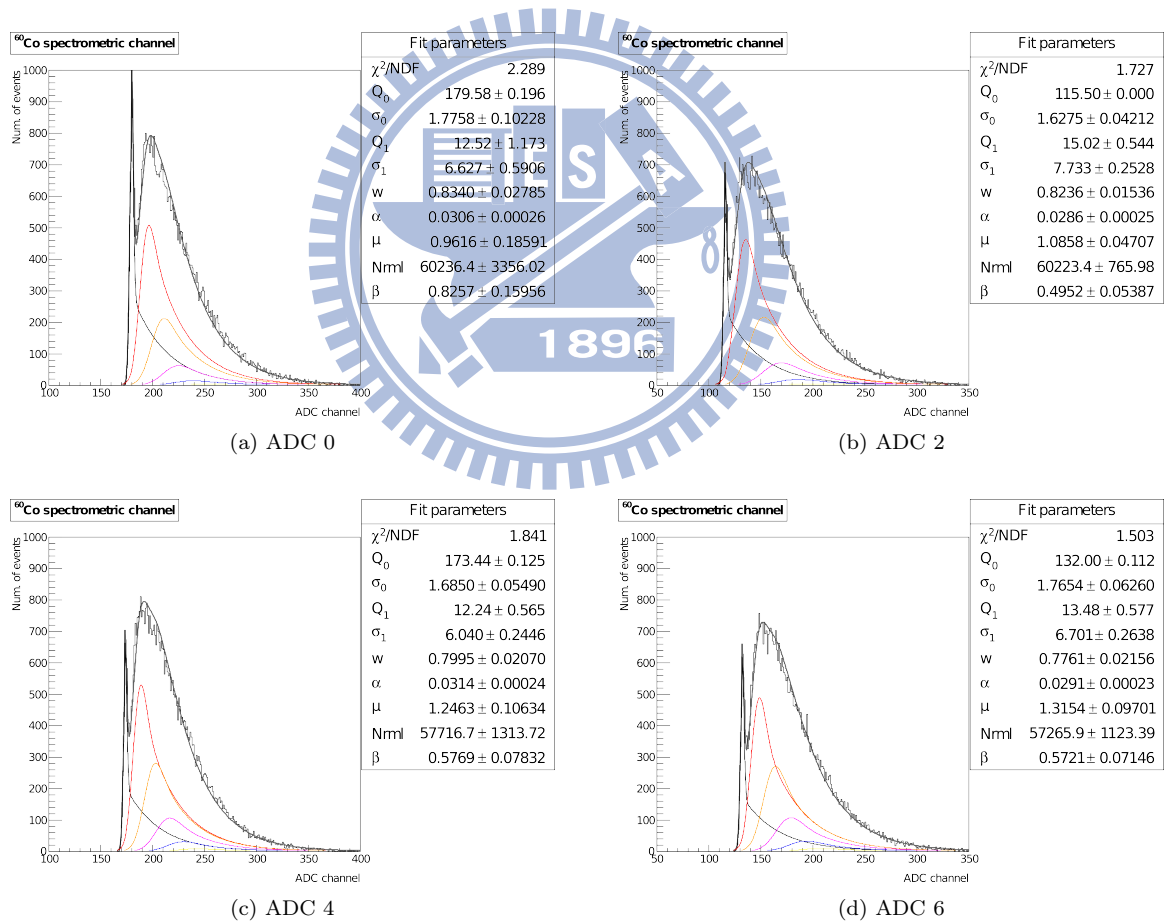 ⁶⁰Co spectrometric channel
Fit parameters
χ²/NDF 2.289
Q₀ 179.58 ± 0.196
σ₀ 1.7758 ± 0.10228
Q₁ 12.52 ± 1.173
σ₁ 6.627 ± 0.5906
w 0.8340 ± 0.02785
α 0.0306 ± 0.00026
μ 0.9616 ± 0.18591
Nrml 60236.4 ± 3356.02
β 0.8257 ± 0.15956
Num. of events
1000
900
800
700
600
500
400
300
200
100
0
100 150 200 250 300 350 400
ADC channel
(a) ADC 0
⁶⁰Co spectrometric channel
Fit parameters
χ²/NDF 1.727
Q₀ 115.50 ± 0.000
σ₀ 1.6275 ± 0.04212
Q₁ 15.02 ± 0.544
σ₁ 7.733 ± 0.2528
w 0.8236 ± 0.01536
α 0.0286 ± 0.00025
μ 1.0858 ± 0.04707
Nrml 60223.4 ± 765.98
β 0.4952 ± 0.05387
Num. of events
1000
900
800
700
600
500
400
300
200
100
0
50 100 150 200 250 300 350
ADC channel
(b) ADC 2
E S A
8
1896
⁶⁰Co spectrometric channel
Fit parameters
χ²/NDF 1.841
Q₀ 173.44 ± 0.125
σ₀ 1.6850 ± 0.05490
Q₁ 12.24 ± 0.565
σ₁ 6.040 ± 0.2446
w 0.7995 ± 0.02070
α 0.0314 ± 0.00024
μ 1.2463 ± 0.10634
Nrml 57716.7 ± 1313.72
β 0.5769 ± 0.07832
Num. of events
1000
900
800
700
600
500
400
300
200
100
0
100 150 200 250 300 350 400
ADC channel
(c) ADC 4
⁶⁰Co spectrometric channel
Fit parameters
χ²/NDF 1.503
Q₀ 132.00 ± 0.112
σ₀ 1.7654 ± 0.06260
Q₁ 13.48 ± 0.577
σ₁ 6.701 ± 0.2638
w 0.7761 ± 0.02156
α 0.0291 ± 0.00023
μ 1.3154 ± 0.09701
Nrml 57265.9 ± 1123.39
β 0.5721 ± 0.07146
Num. of events
1000
900
800
700
600
500
400
300
200
100
0
50 100 150 200 250 300 350
ADC channel
(d) ADC 6